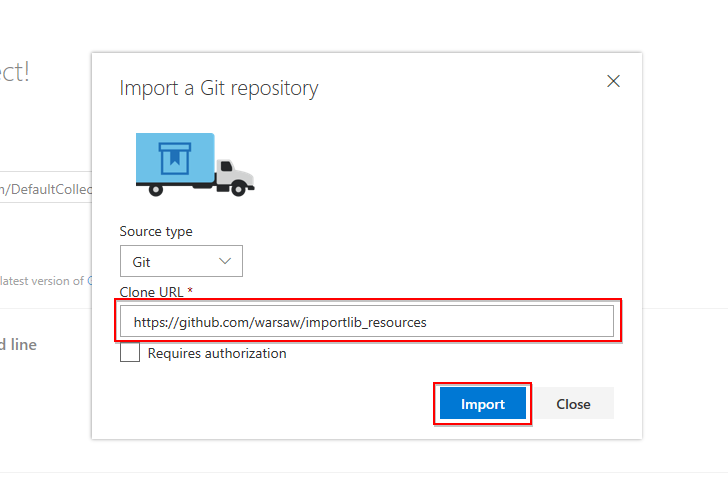 ect!
Import a Git repository
m/DefaultCollec
Source type
Git
latest version of
Clone URL *
https://github.com/warsaw/importlib_resources
d line
Requires authorization
Import
Close